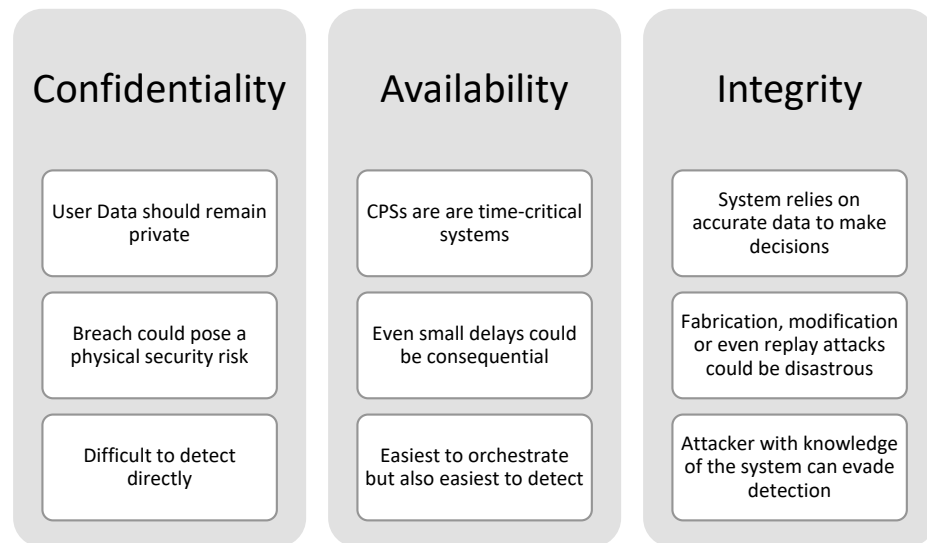 Confidentiality
User Data should remain
private
Breach could pose a
physical security risk
Difficult to detect
directly
Availability
CPSs are are time-critical
systems
Even small delays could
be consequential
Easiest to orchestrate
but also easiest to detect
Integrity
System relies on
accurate data to make
decisions
Fabrication, modification
or even replay attacks
could be disastrous
Attacker with knowledge
of the system can evade
detection